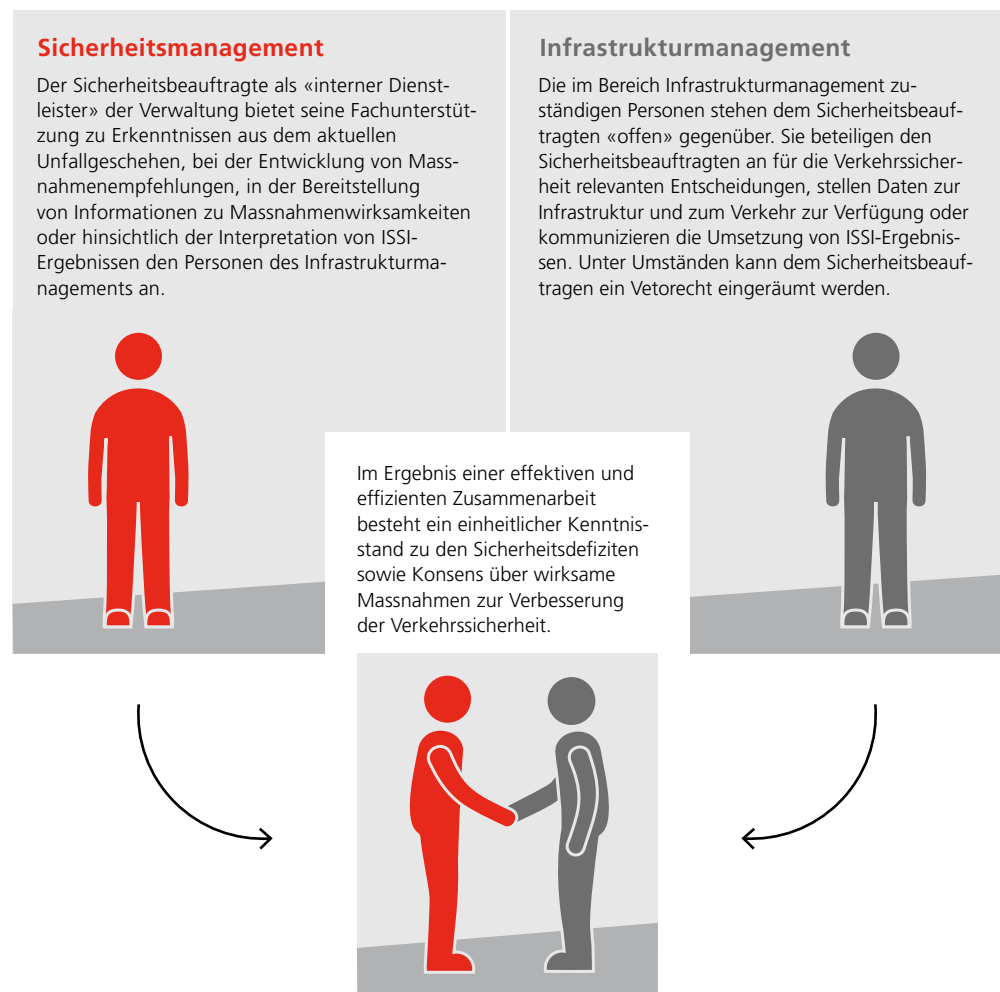 Sicherheitsmanagement
Der Sicherheitsbeauftragte als «interner Dienst-
leister» der Verwaltung bietet seine Fachunterstüt-
zung zu Erkenntnissen aus dem aktuellen
Unfallgeschehen, bei der Entwicklung von Mass-
nahmenempfehlungen, in der Bereitstellung
von Informationen zu Massnahmenwirksamkeiten
oder hinsichtlich der Interpretation von ISSI-
Ergebnissen den Personen des Infrastrukturma-
nagements an.
Infrastrukturmanagement
Die im Bereich Infrastrukturmanagement zu-
ständigen Personen stehen dem Sicherheitsbeauf-
tragten «offen» gegenüber. Sie beteiligen den
Sicherheitsbeauftragten an für die Verkehrssicher-
heit relevanten Entscheidungen, stellen Daten zur
Infrastruktur und zum Verkehr zur Verfügung oder
kommunizieren die Umsetzung von ISSI-Ergebnis-
sen. Unter Umständen kann dem Sicherheitsbeauf-
tragen ein Vetorecht eingeräumt werden.
Im Ergebnis einer effektiven und
effizienten Zusammenarbeit
besteht ein einheitlicher Kenntnis-
stand zu den Sicherheitsdefiziten
sowie Konsens über wirksame
Massnahmen zur Verbesserung
der Verkehrssicherheit.